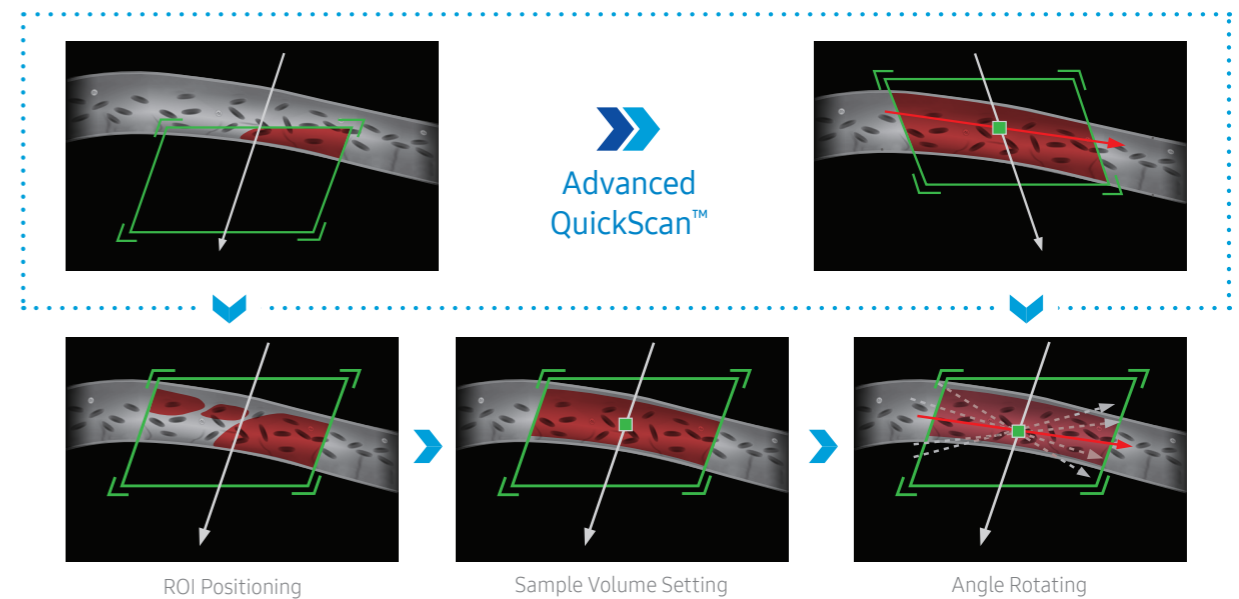 Advanced
QuickScan™
ROI Positioning
Sample Volume Setting
Angle Rotating